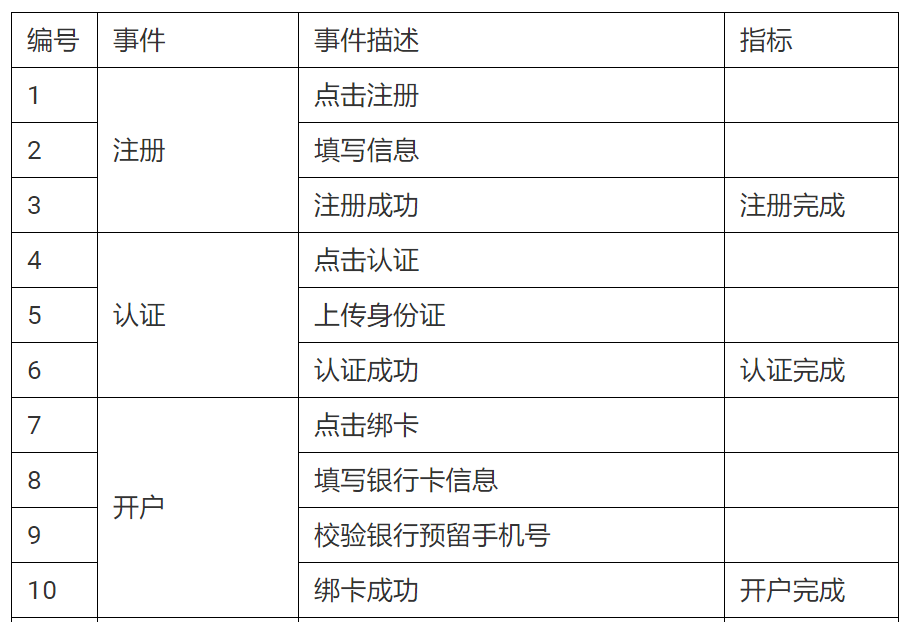 编号 事件 事件描述 指标
1 点击注册
2 注册 填写信息
3 注册成功 注册完成
4 点击认证
5 认证 上传身份证
6 认证成功 认证完成
7 点击绑卡
8 填写银行卡信息
开户
9 校验银行预留手机号
10 绑卡成功 开户完成